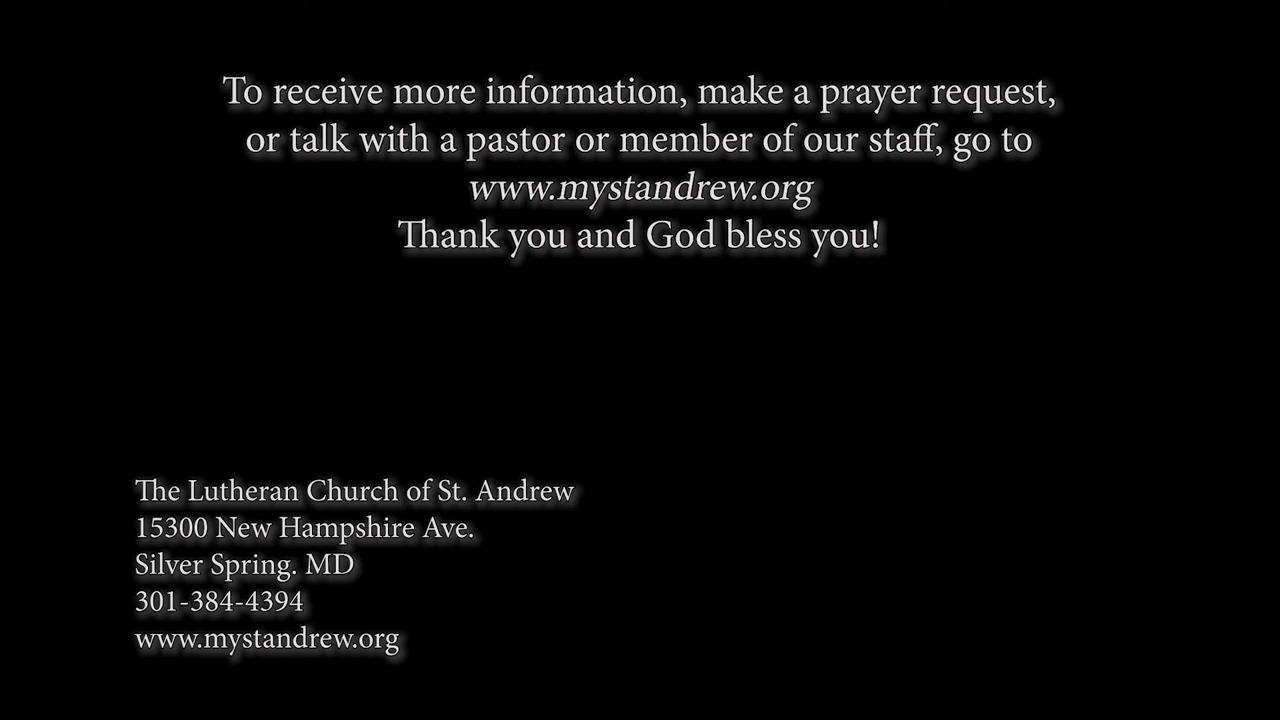 To receive more information, make a prayer request,
or talk with a pastor or member of our staff, go to
www.mystandrew.org
Thank you and God bless you!
The Lutheran Church of St. Andrew
15300 New Hampshire Ave.
Silver Spring. MD
301-384-4394
www.mystandrew.org